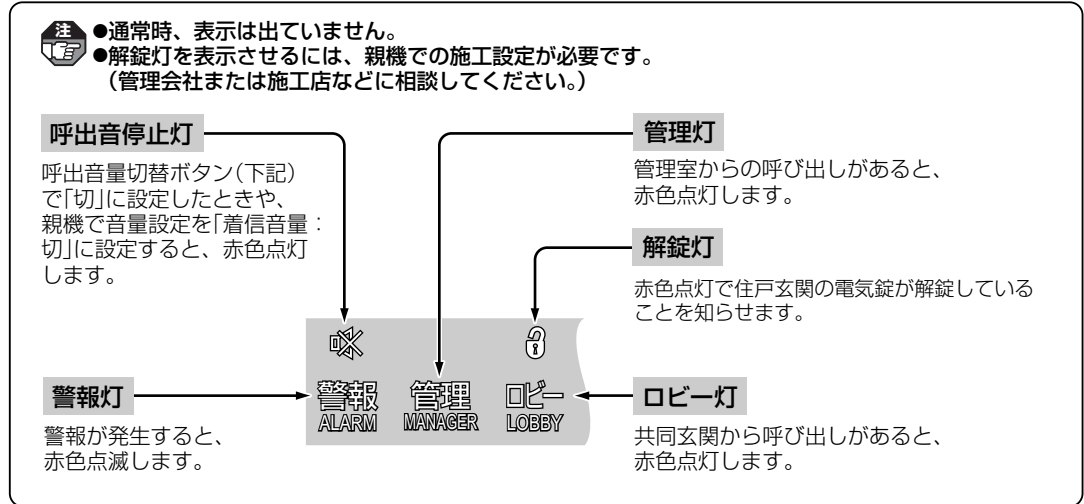 注 ●通常時、表示は出ていません。
●解錠灯を表示させるには、親機での施工設定が必要です。
（管理会社または施工店などに相談してください。）
呼出音停止灯
呼出音量切替ボタン（下記）
で「切」に設定したときや、
親機で音量設定を「着信音量：
切」に設定すると、赤色点灯
します。
管理灯
管理室からの呼び出しがあると、
赤色点灯します。
解錠灯
赤色点灯で住戸玄関の電気錠が解錠している
ことを知らせます。
警報灯
警報が発生すると、
赤色点滅します。
警報 管理 ロビー
ALARM MANAGER LOBBY
ロビー灯
共同玄関から呼び出しがあると、
赤色点灯します。